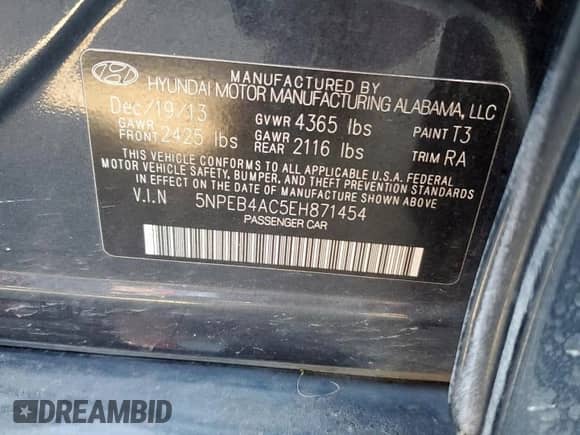 MANUFACTURED BY
HYUNDAI MOTOR MANUFACTURING ALABAMA, LLC
Dec/19/13 GVWR 4365 lbs PAINT T3
GAWR FRONT 2425 lbs GAWR REAR 2116 lbs TRIM RA
THIS VEHICLE CONFORMS TO ALL APPLICABLE U.S.A. FEDERAL
MOTOR VEHICLE SAFETY, BUMPER, AND THEFT PREVENTION STANDARDS
IN EFFECT ON THE DATE OF MANUFACTURE SHOWN ABOVE
V.I.N 5NPEB4AC5EH871454
PASSENGER CAR
DREAMBID